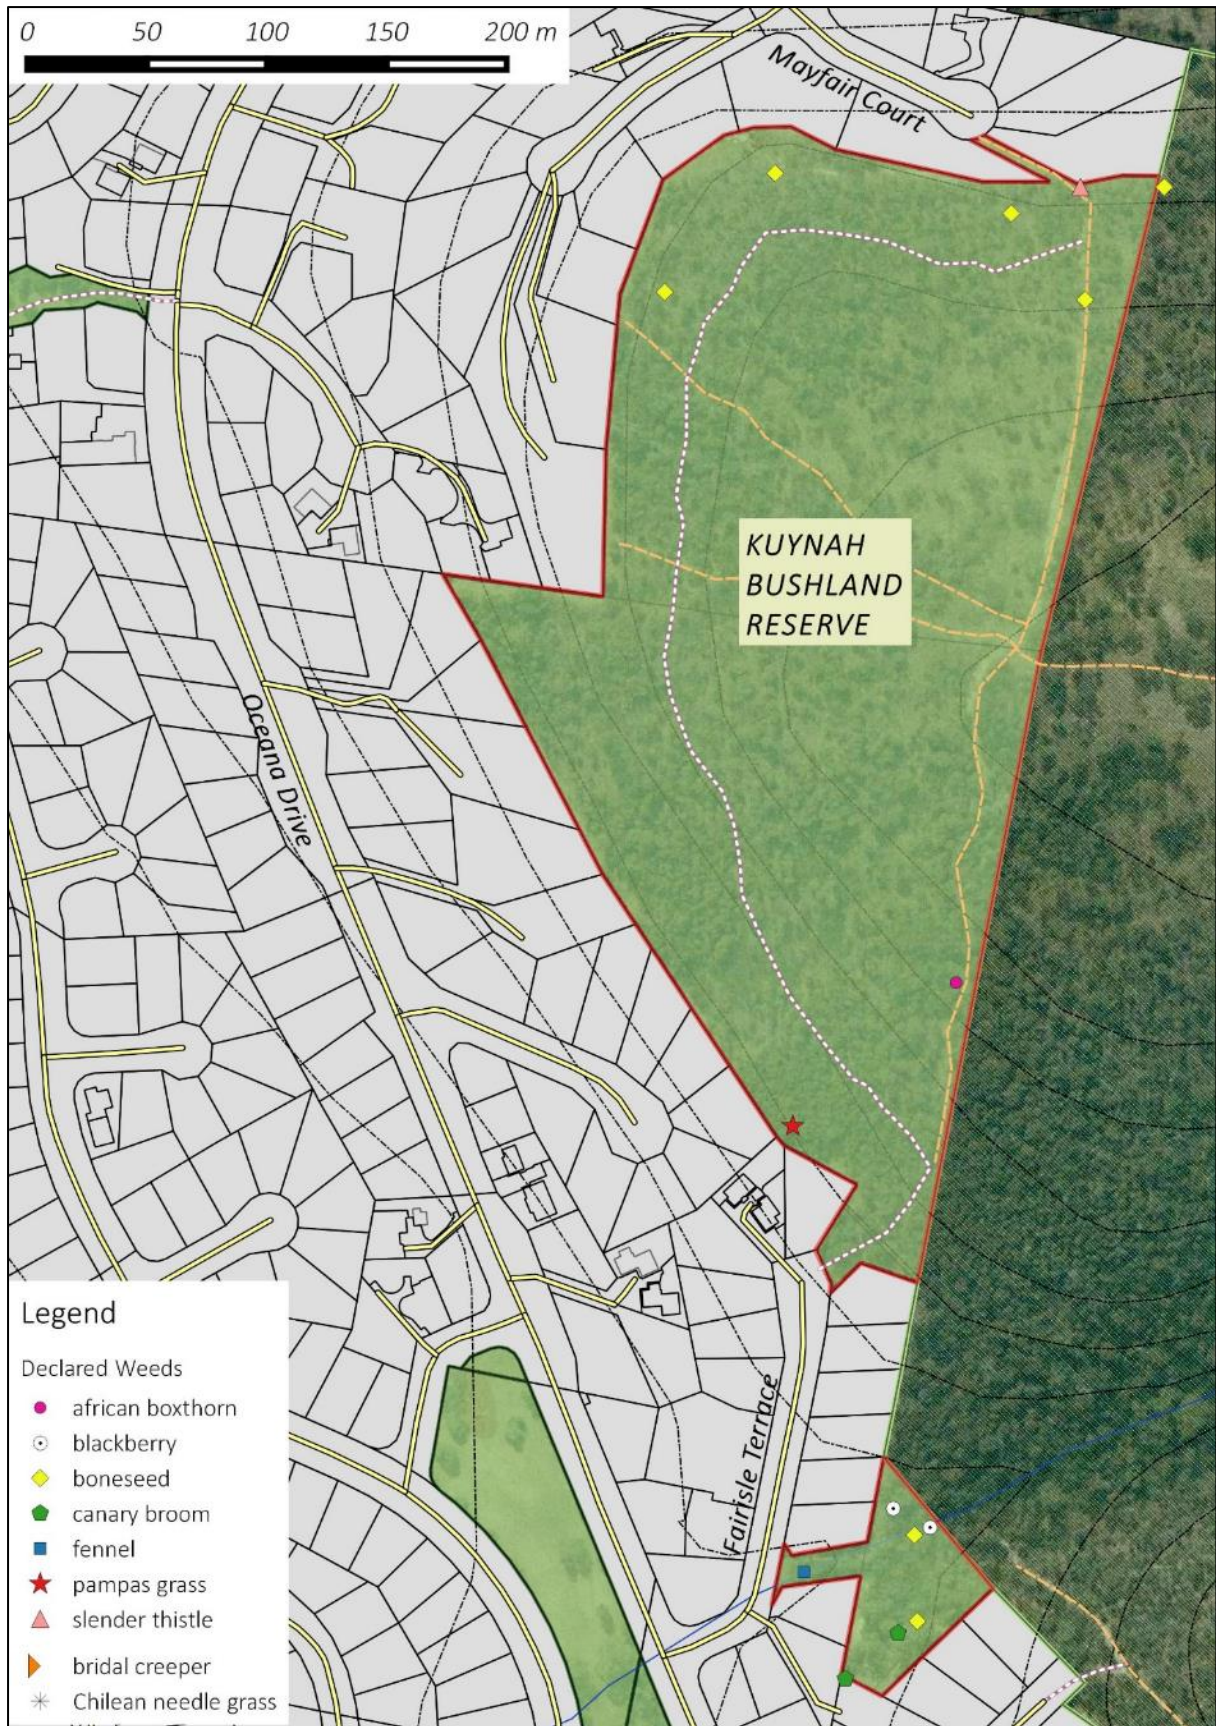 0 50 100 150 200 m
Mayfair Court
KUYNAH
BUSHLAND
RESERVE
Oceana Drive
Fairisle Terrace
Legend
Declared Weeds
african boxthorn
blackberry
boneseed
canary broom
fennel
pampas grass
slender thistle
bridal creeper
Chilean needle grass